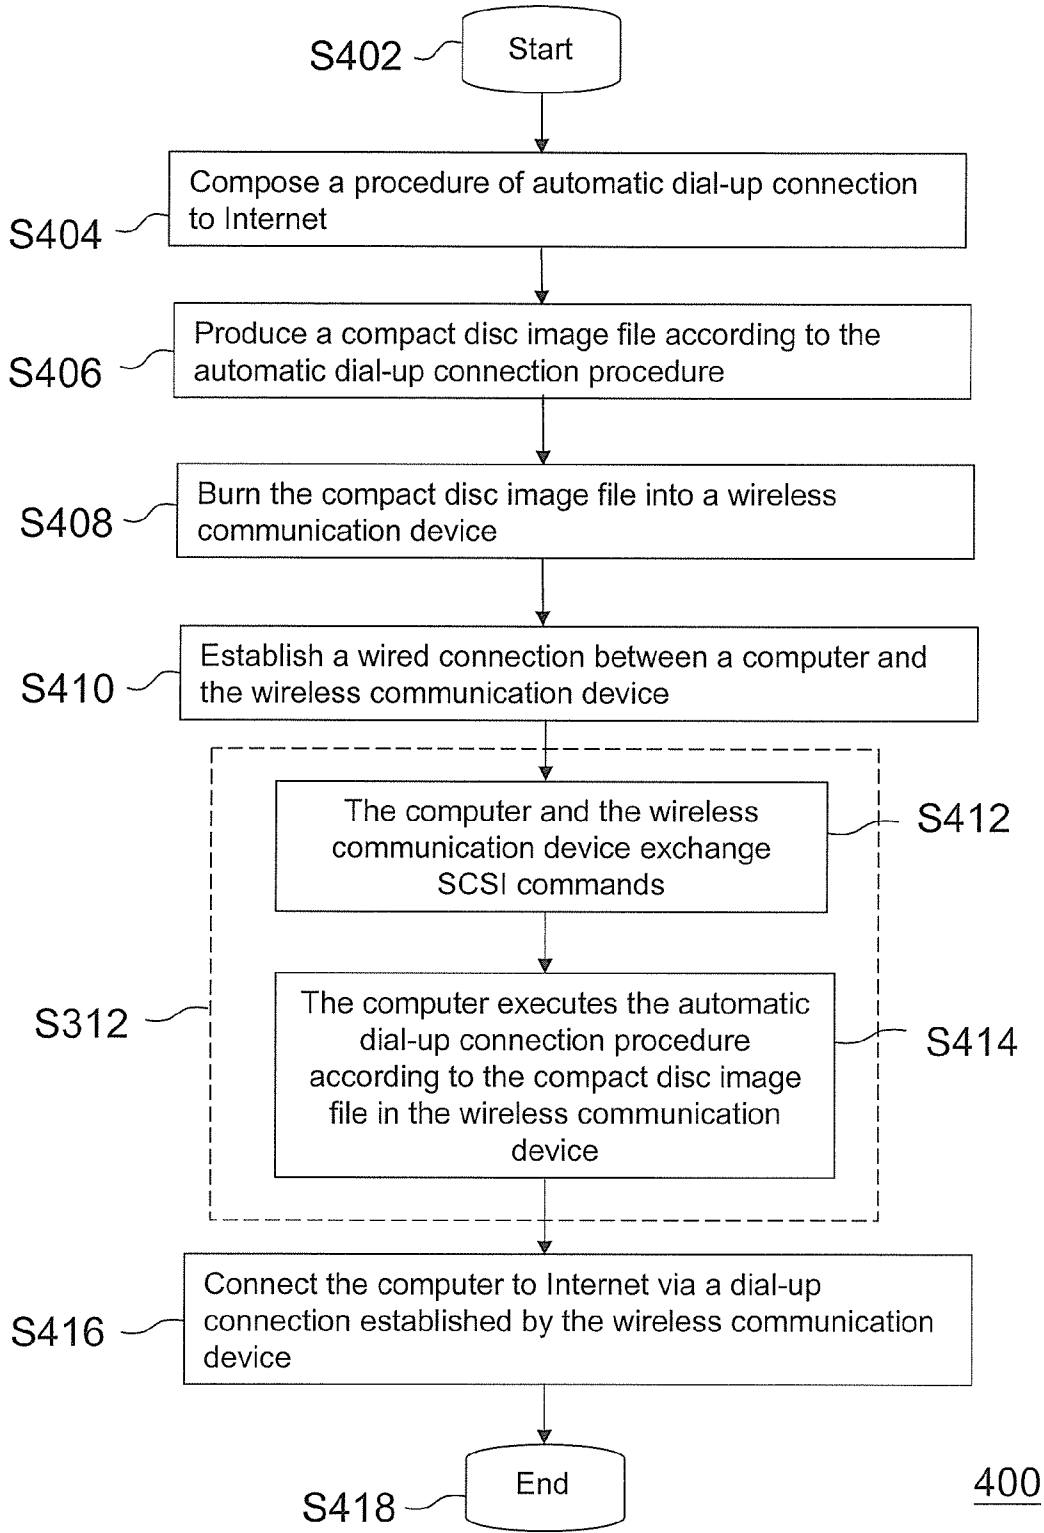 S402
Start
Compose a procedure of automatic dial-up connection
to Internet
S404
Produce a compact disc image file according to the
automatic dial-up connection procedure
S406
Burn the compact disc image file into a wireless
communication device
S408
Establish a wired connection between a computer and
the wireless communication device
S410
The computer and the wireless
communication device exchange
SCSI commands
S412
S312
The computer executes the automatic
dial-up connection procedure
according to the compact disc image
file in the wireless communication
device
S414
Connect the computer to Internet via a dial-up
connection established by the wireless communication
device
S416
End
S418
400